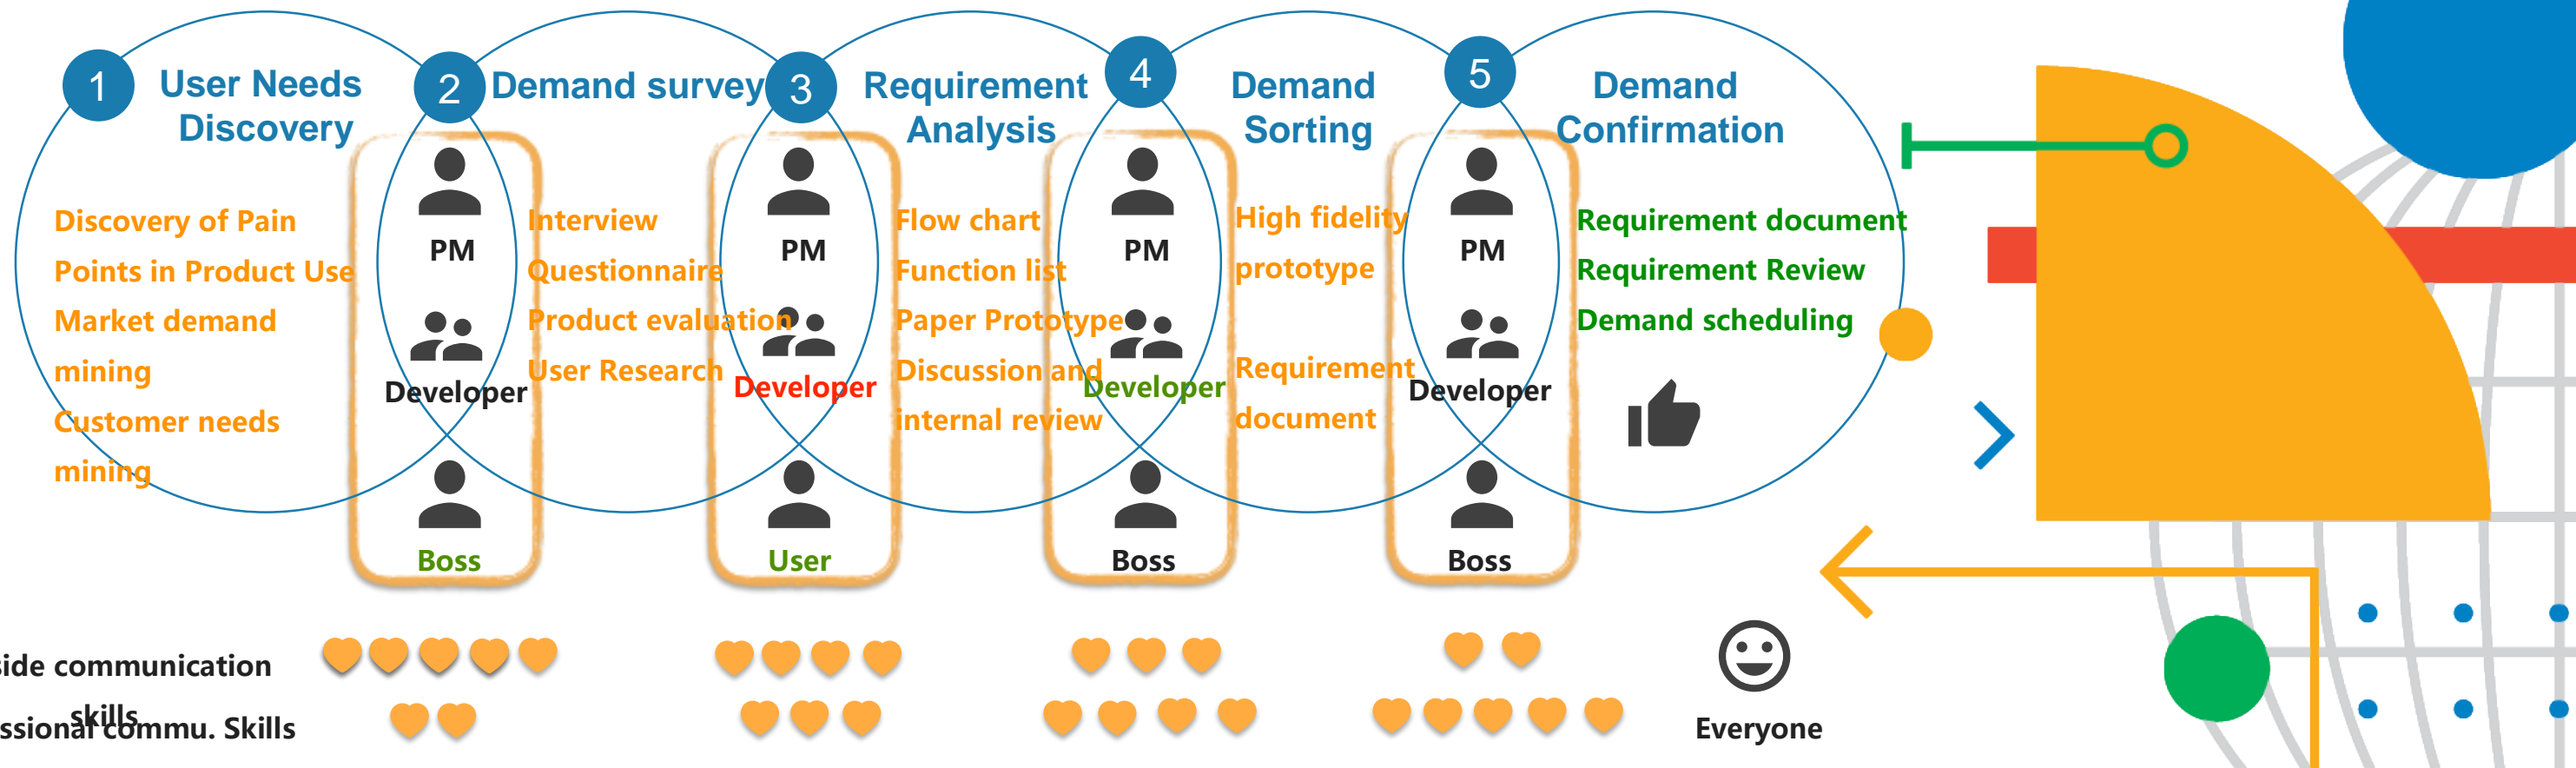 1
User Needs
Discovery
Discovery of Pain
Points in Product Use
Market demand
mining
Customer needs
mining
2
Demand survey
PM
Developer
Boss
Interview
Questionnaire
Product evaluation
User Research
3
Requirement
Analysis
PM
Developer
User
Flow chart
Function list
Paper Prototype
Discussion and
internal review
4
Demand
Sorting
PM
Developer
Boss
High fidelity
prototype
Requirement
document
5
Demand
Confirmation
PM
Developer
Boss
Requirement document
Requirement Review
Demand scheduling
communication
skills
commu. Skills
Everyone